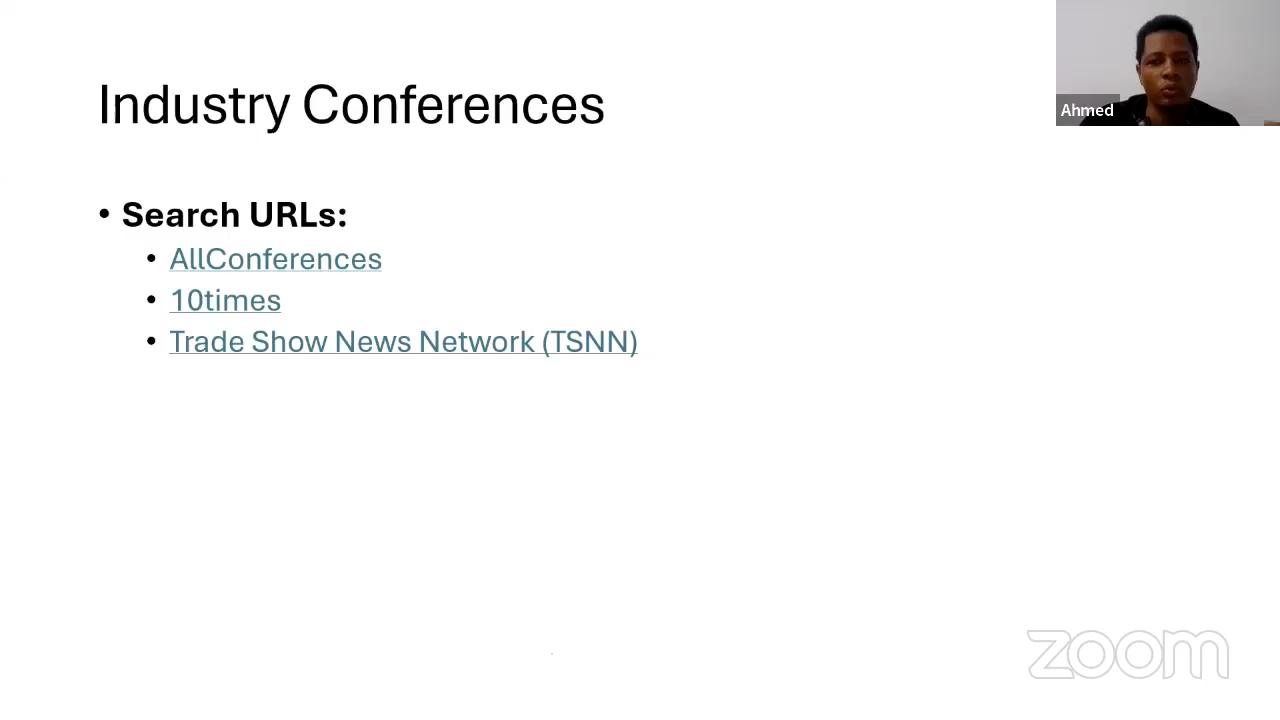 Industry Conferences
Ahmed
• Search URLs:
• AllConferences
• 10times
• Trade Show News Network (TSNN)
zoom